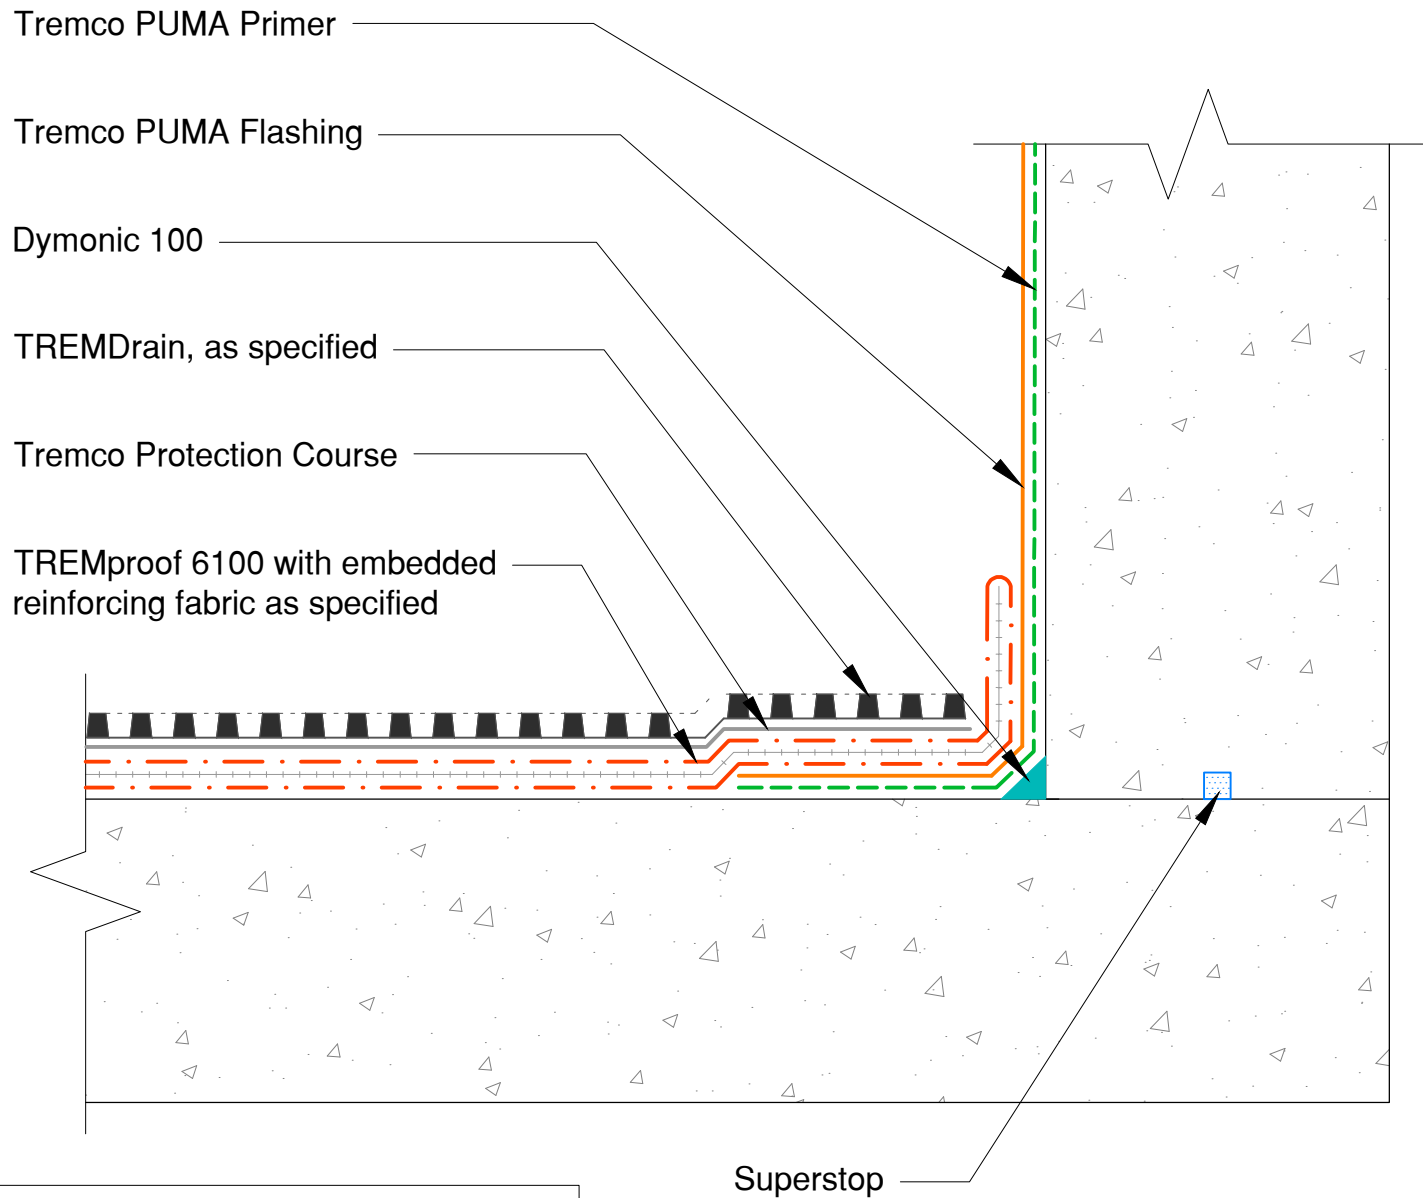 Tremco PUMA Primer
Tremco PUMA Flashing
Dymonic 100
TREMDrain, as specified
Tremco Protection Course
TREMproof 6100 with embedded
reinforcing fabric as specified
Superstop